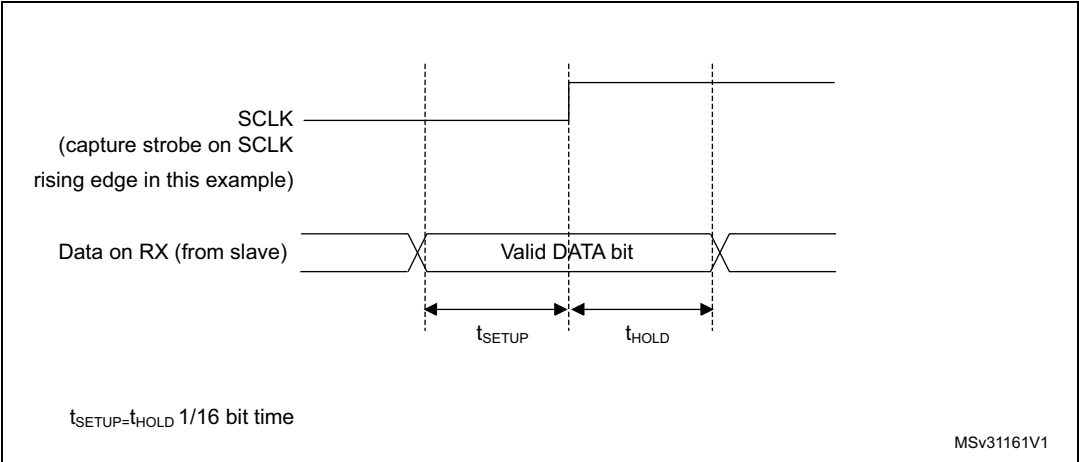 SCLK
(capture strobe on SCLK
rising edge in this example)
Data on RX (from slave)
Valid DATA bit
tSETUP
tHOLD
tSETUP=tHOLD 1/16 bit time
MSv31161V1